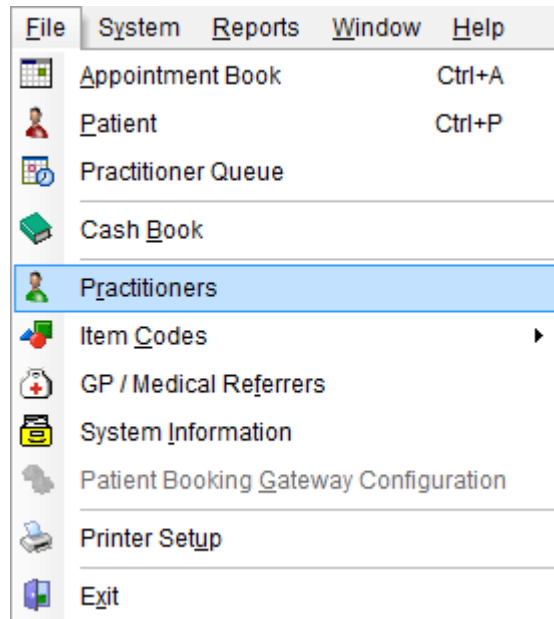 File System Reports Window Help
Appointment Book Ctrl+A
Patient Ctrl+P
Practitioner Queue
Cash Book
Practitioners
Item Codes
GP / Medical Referrers
System Information
Patient Booking Gateway Configuration
Printer Setup
Exit